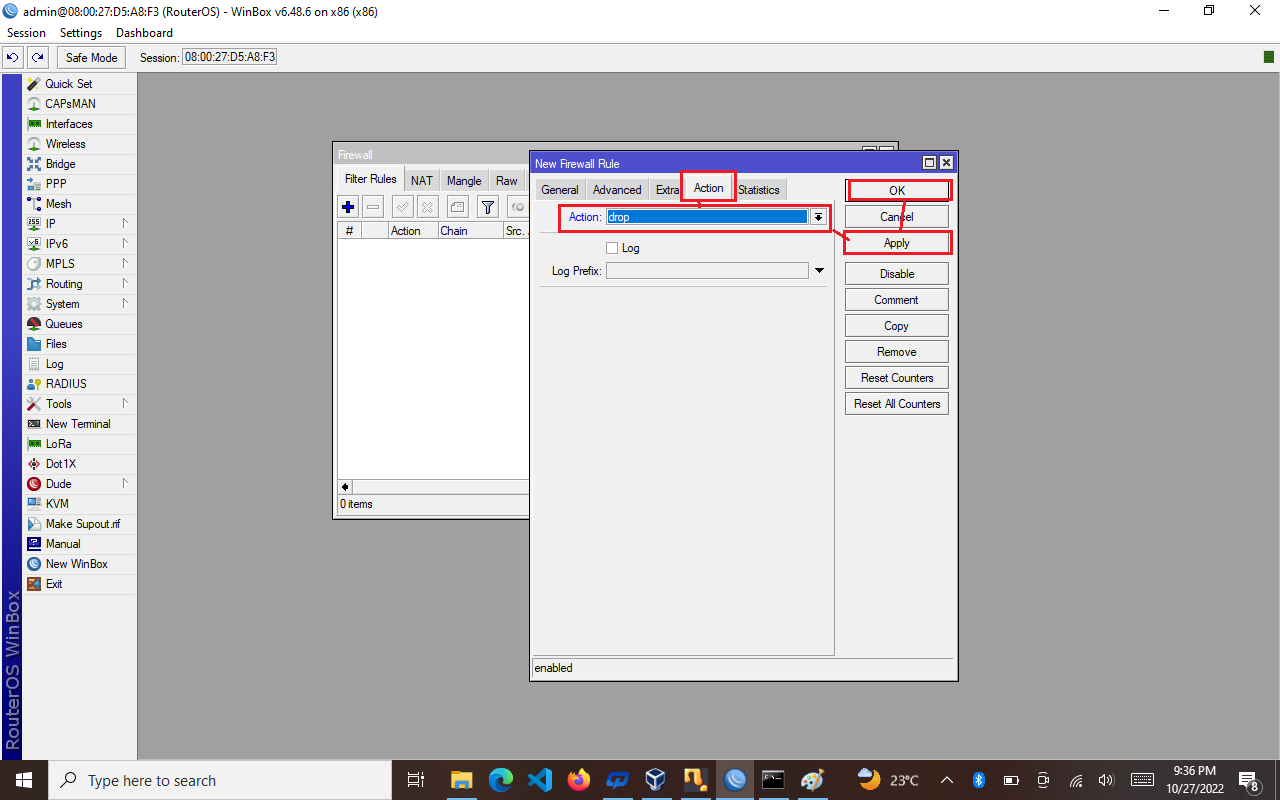 admin@08:00:27:D5:A8:F3 (RouterOS) - WinBox v6.48.6 on x86 (x86)
Session Settings Dashboard
Safe Mode Session: 08:00:27:D5:A8:F3
Quick Set
CAPsMAN
Interfaces
Wireless
Bridge
PPP
Mesh
IP
IPv6
MPLS
Routing
System
Queues
Files
Log
RADIUS
Tools
New Terminal
LoRa
Dot1X
Dude
KVM
Make Supout.rif
Manual
New WinBox
Exit
RouterOS WinBox
Firewall
Filter Rules NAT Mangle Raw
# Action Chain Src.
0 items
New Firewall Rule
General Advanced Extra Action Statistics
Action: drop
Log
Log Prefix:
OK
Cancel
Apply
Disable
Comment
Copy
Remove
Reset Counters
Reset All Counters
enabled
Type here to search
23°C
9:36 PM
10/27/2022
8